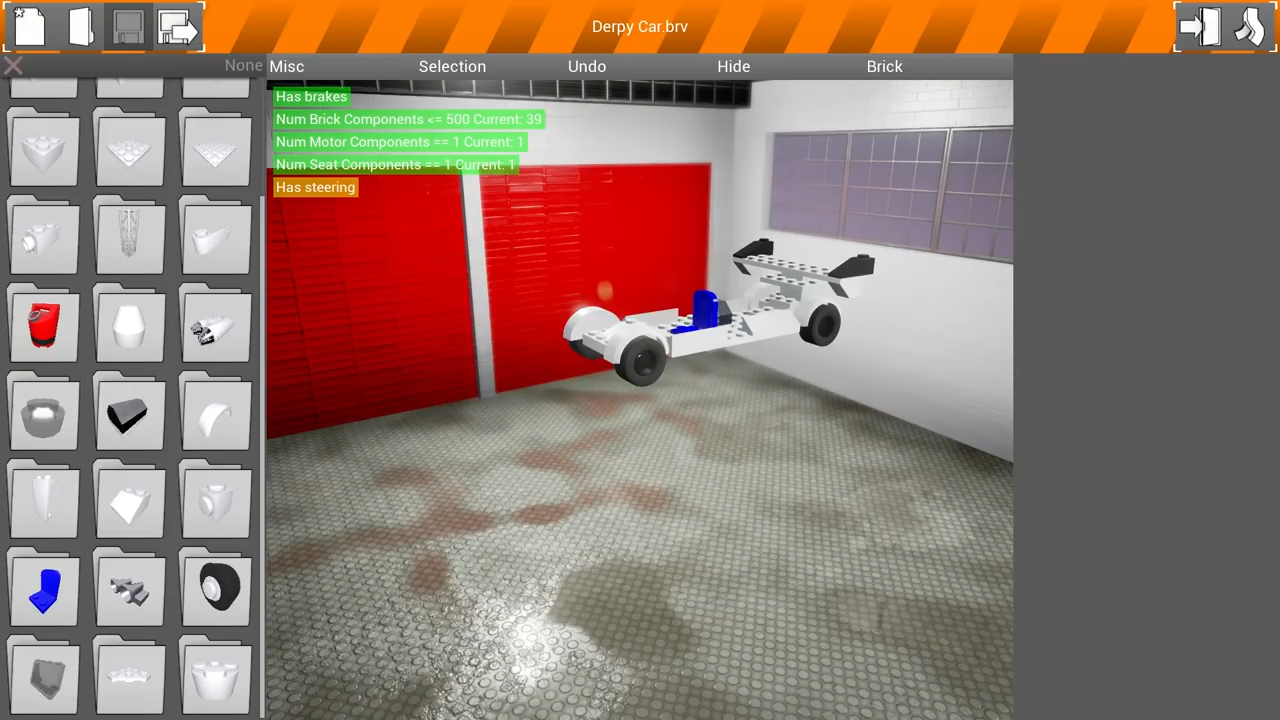 Derpy Car.brv
None
Misc
Selection
Undo
Hide
Brick
Has brakes
Num Brick Components <= 500 Current: 39
Num Motor Components == 1 Current: 1
Num Seat Components == 1 Current: 1
Has steering